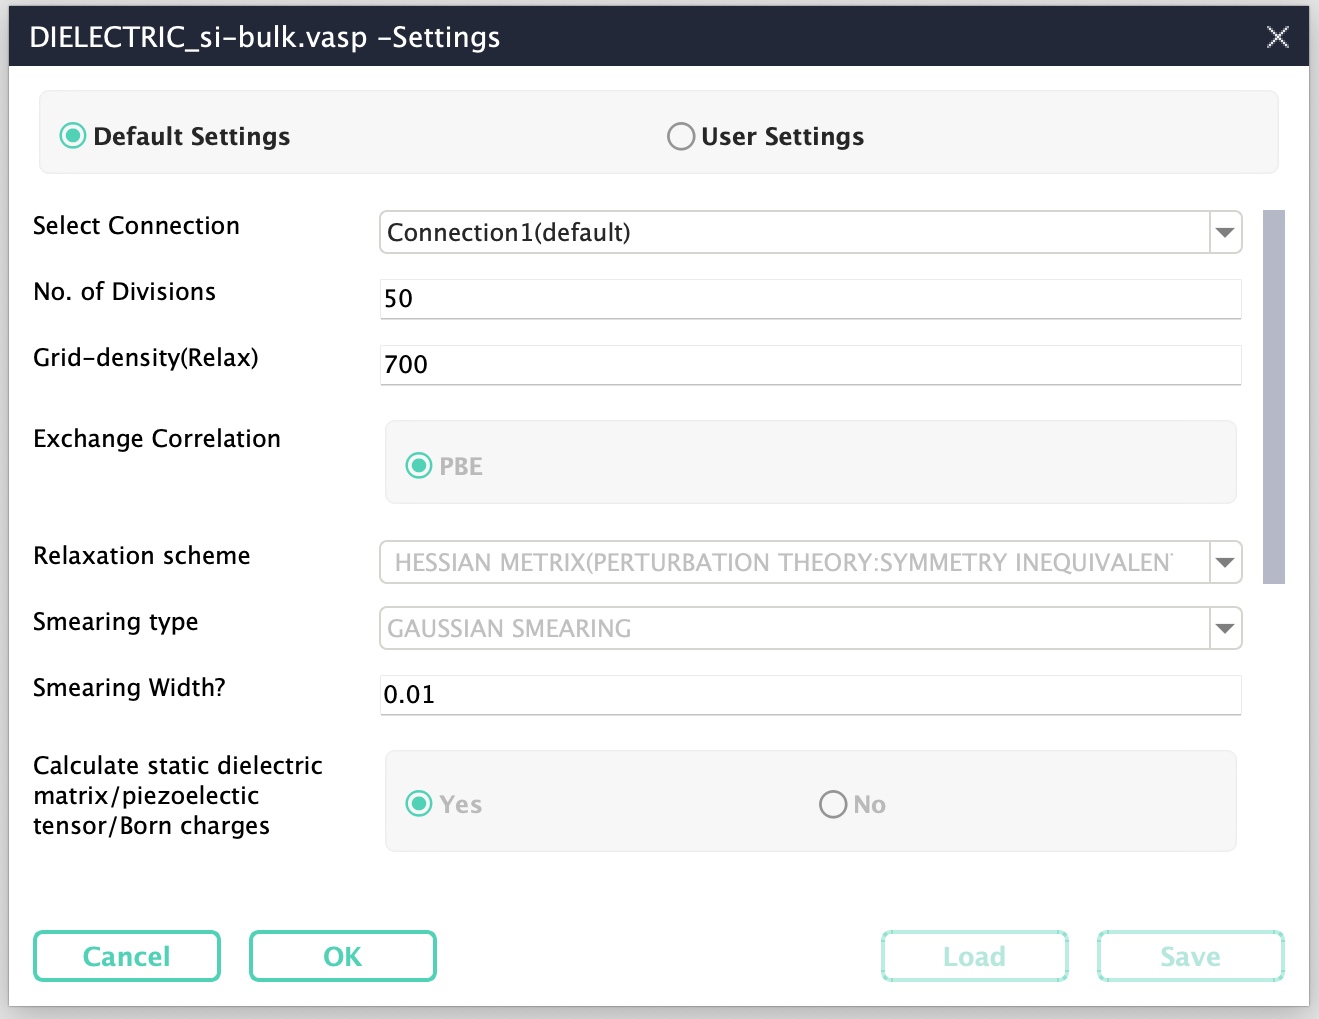 DIELECTRIC_si-bulk.vasp -Settings
Default Settings
User Settings
Select Connection
Connection1(default)
No. of Divisions
50
Grid-density(Relax)
700
Exchange Correlation
PBE
Relaxation scheme
HESSIAN METRIX(PERTURBATION THEORY:SYMMETRY INEQUIVALEN
Smearing type
GAUSSIAN SMEARING
Smearing Width?
0.01
Calculate static dielectric
matrix/piezoelectic
tensor/Born charges
Yes
No
Cancel
OK
Load
Save